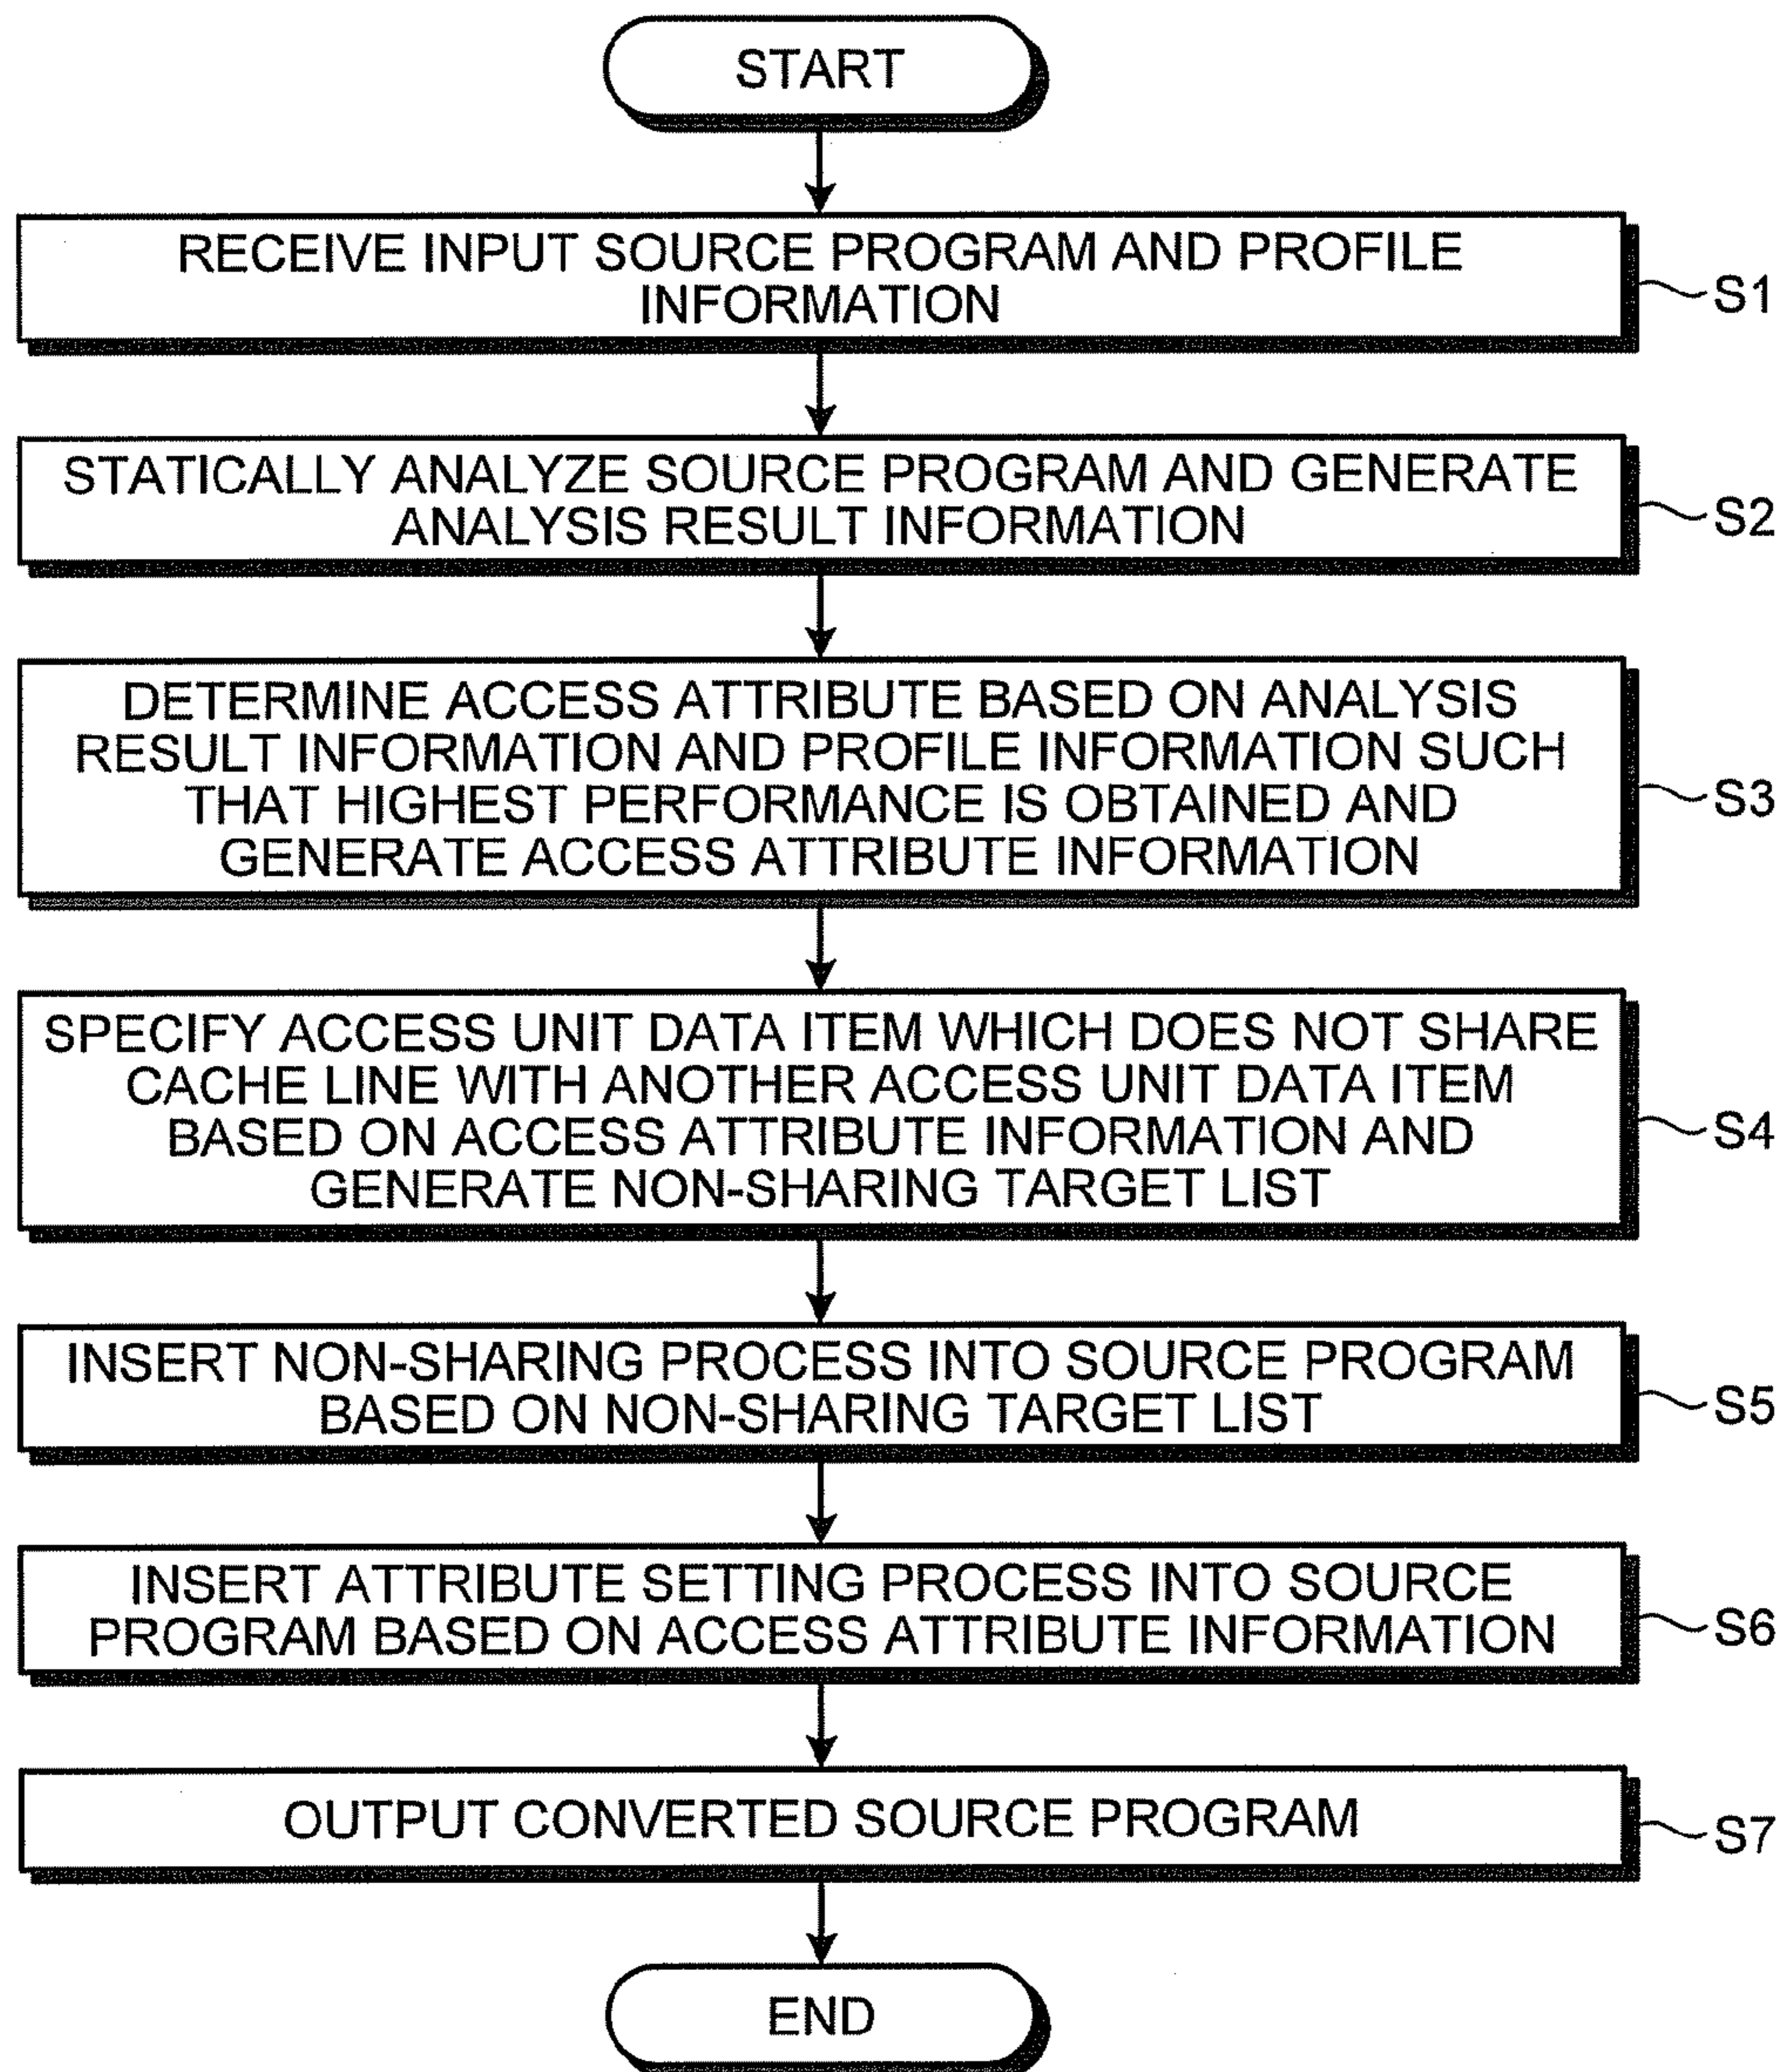 START
RECEIVE INPUT SOURCE PROGRAM AND PROFILE
INFORMATION
S1
STATICALLY ANALYZE SOURCE PROGRAM AND GENERATE
ANALYSIS RESULT INFORMATION
S2
DETERMINE ACCESS ATTRIBUTE BASED ON ANALYSIS
RESULT INFORMATION AND PROFILE INFORMATION SUCH
THAT HIGHEST PERFORMANCE IS OBTAINED AND
GENERATE ACCESS ATTRIBUTE INFORMATION
S3
SPECIFY ACCESS UNIT DATA ITEM WHICH DOES NOT SHARE
CACHE LINE WITH ANOTHER ACCESS UNIT DATA ITEM
BASED ON ACCESS ATTRIBUTE INFORMATION AND
GENERATE NON-SHARING TARGET LIST
S4
INSERT NON-SHARING PROCESS INTO SOURCE PROGRAM
BASED ON NON-SHARING TARGET LIST
S5
INSERT ATTRIBUTE SETTING PROCESS INTO SOURCE
PROGRAM BASED ON ACCESS ATTRIBUTE INFORMATION
S6
OUTPUT CONVERTED SOURCE PROGRAM
S7
END